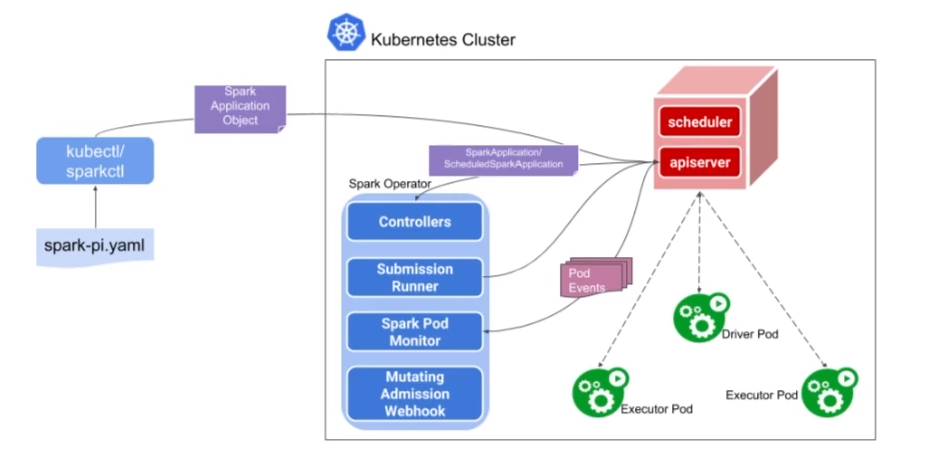 Kubernetes Cluster
Spark
Application
Object
scheduler
kubectl/
sparkctl
SparkApplication/
ScheduledSparkApplication
apiserver
Spark Operator
Controllers
spark-pi.yaml
Submission
Runner
Pod
Events
Spark Pod
Monitor
Driver Pod
Mutating
Admission
Webhook
Executor Pod
Executor Pod